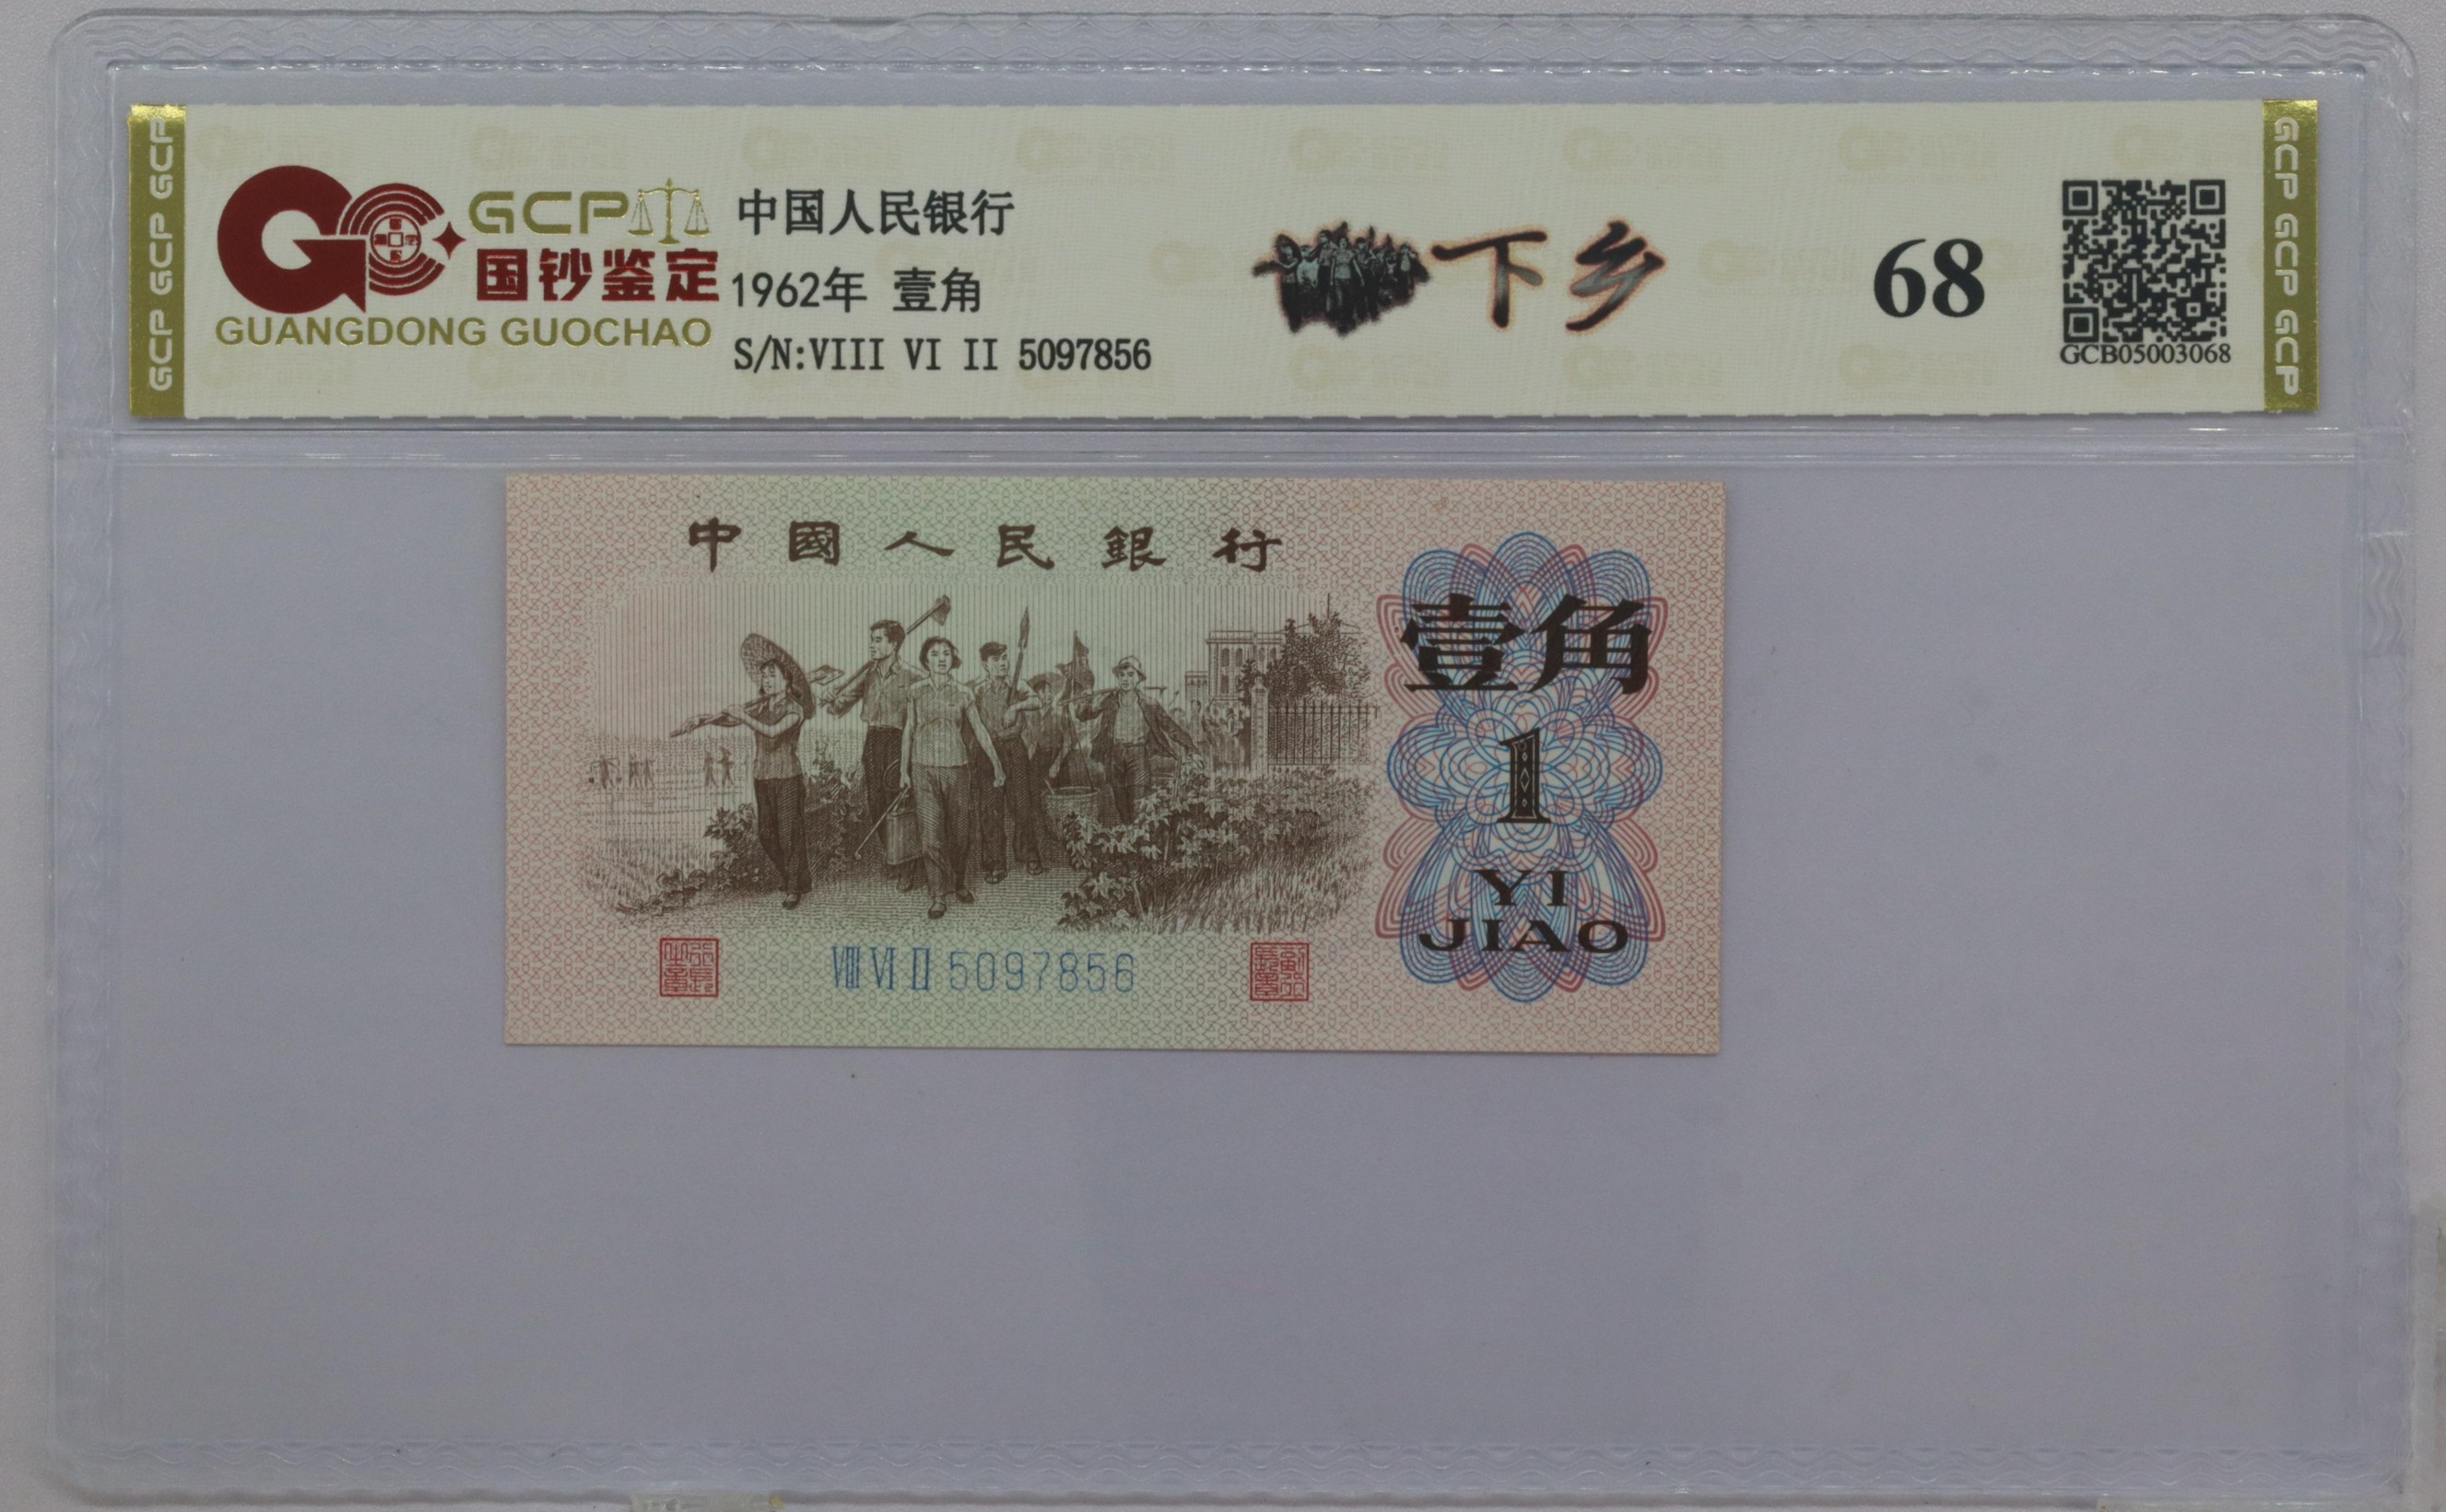 GCP GCP GCP
GCP
国钞鉴定
GUANGDONG GUOCHAO
中国人民银行
1962年 壹角
S/N:VIII VI II 5097856
下乡
68
GCB05003068
GCP GCP GCP
中國人民銀行
壹角
1
YI
JIAO
VIII VI II 5097856